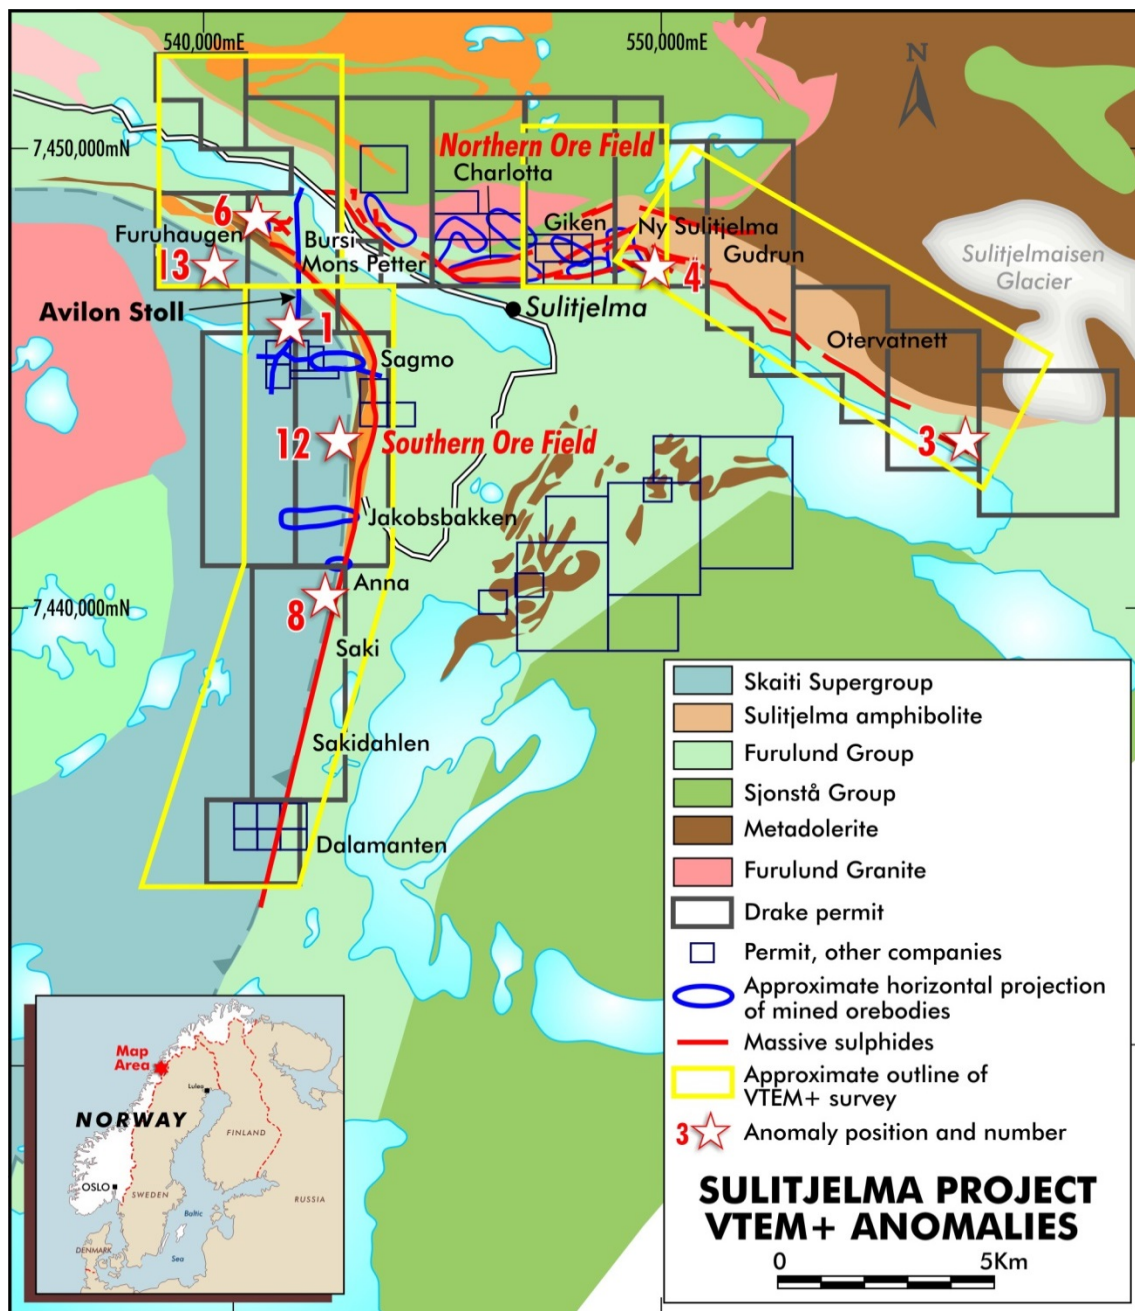 540,000mE
550,000mE
N
7,450,000mN
Northern Ore Field
Charlotta
6
Furuhaugen
Bursi
Giken
Ny Sulitjelma
Gudrun
13
Mons Petter
4
Sulitjelmaisen
Glacier
Avilon Stoll
Sulitjelma
1
Otervatnett
Sagmo
12
Southern Ore Field
3
Jakobsbakken
Anna
7,440,000mN
8
Saki
Sakidahlen
Dalamanten
Skaiti Supergroup
Sulitjelma amphibolite
Furulund Group
Sjonstå Group
Metadolerite
Furulund Granite
Drake permit
Permit, other companies
Approximate horizontal projection
of mined orebodies
Massive sulphides
Approximate outline of
VTEM+ survey
3 Anomaly position and number
SULITJELMA PROJECT
VTEM+ ANOMALIES
0 5Km
Map
Area
Lulea
NORWAY
FINLAND
OSLO
SWEDEN
RUSSIA
Baltic
Sea
DENMARK